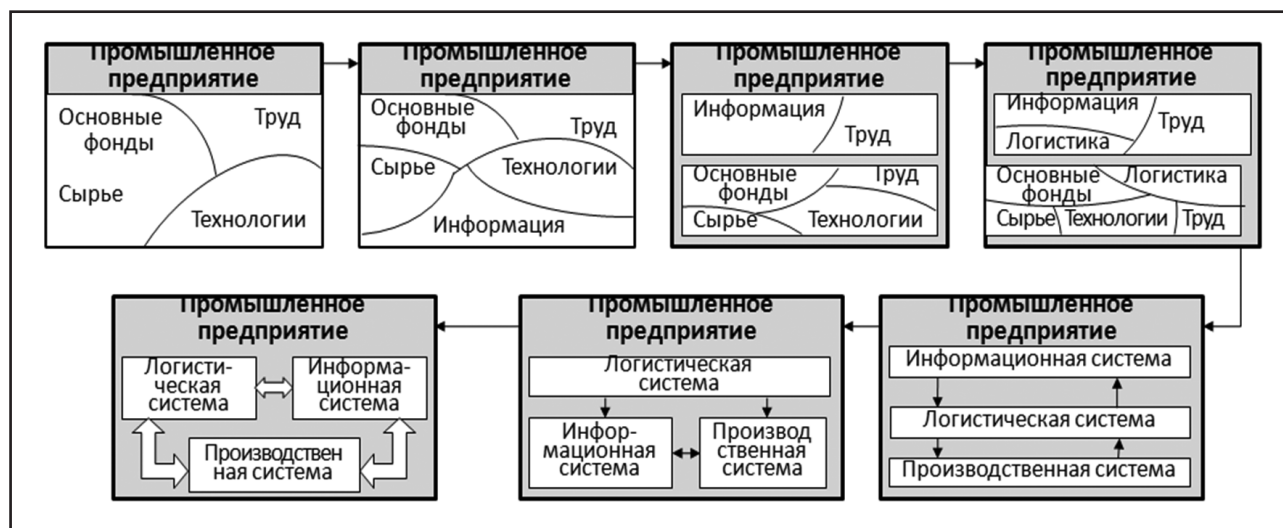 Промышленное
предприятие
Основные
фонды
Труд
Сырье
Технологии
Промышленное
предприятие
Основные
фонды
Труд
Сырье
Технологии
Информация
Промышленное
предприятие
Информация
Труд
Основные
фонды
Труд
Сырье
Технологии
Промышленное
предприятие
Информация
Труд
Логистика
Основные
фонды
Логистика
Сырье
Технологии
Труд
Промышленное
предприятие
Логисти-
ческая
система
Информа-
ционная
система
Производствен
ная система
Промышленное
предприятие
Логистическая
система
Инфор-
мационная
система
Производ
ственная
система
Промышленное
предприятие
Информационная система
Логистическая система
Производственная система